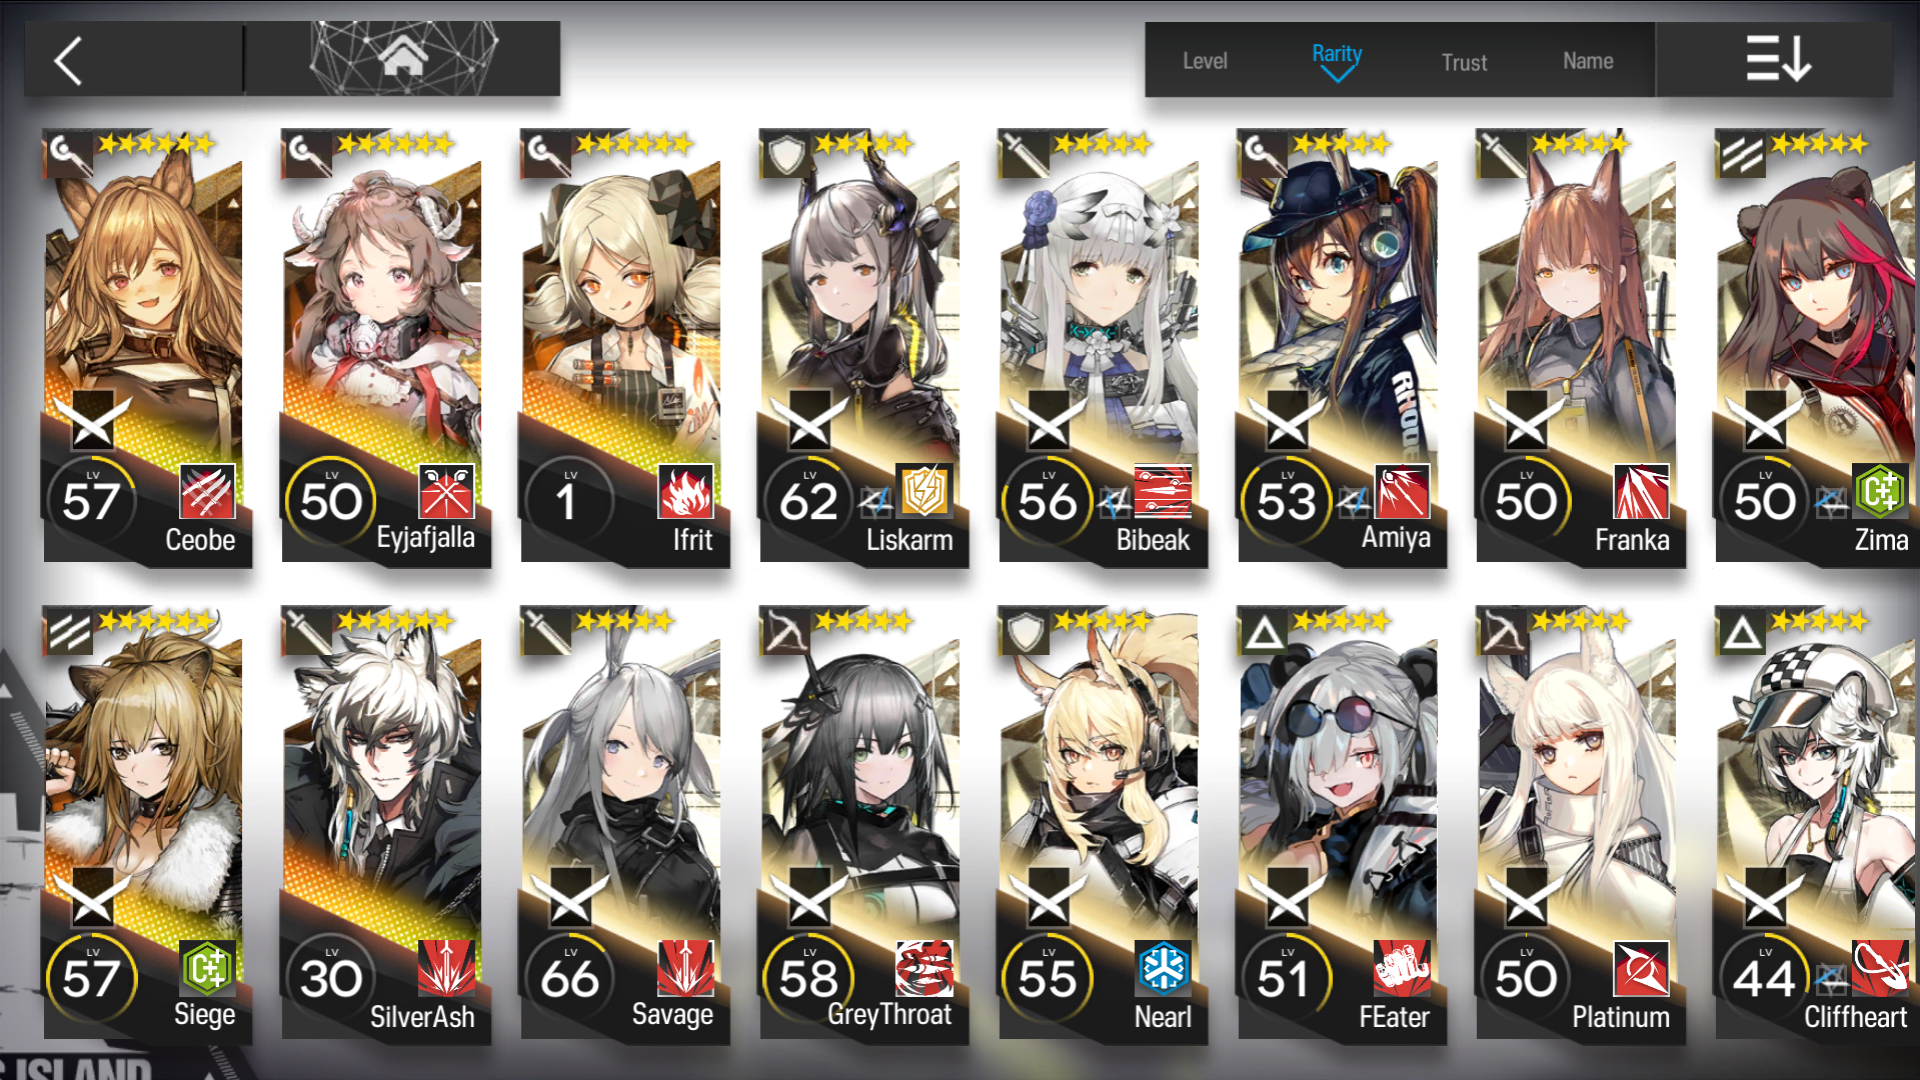 Level
Rarity
Trust
Name
LV
57
Ceobe
LV
50
Eyjafjalla
LV
1
Ifrit
LV
62
Liskarm
LV
56
Bibeak
RHODE
LV
53
Amiya
LV
50
Franka
LV
50
Zima
LV
57
Siege
LV
30
SilverAsh
LV
66
Savage
LV
58
GreyThroat
LV
55
Nearl
LV
51
FEater
LV
50
Platinum
LV
44
Cliffheart
ISLAND